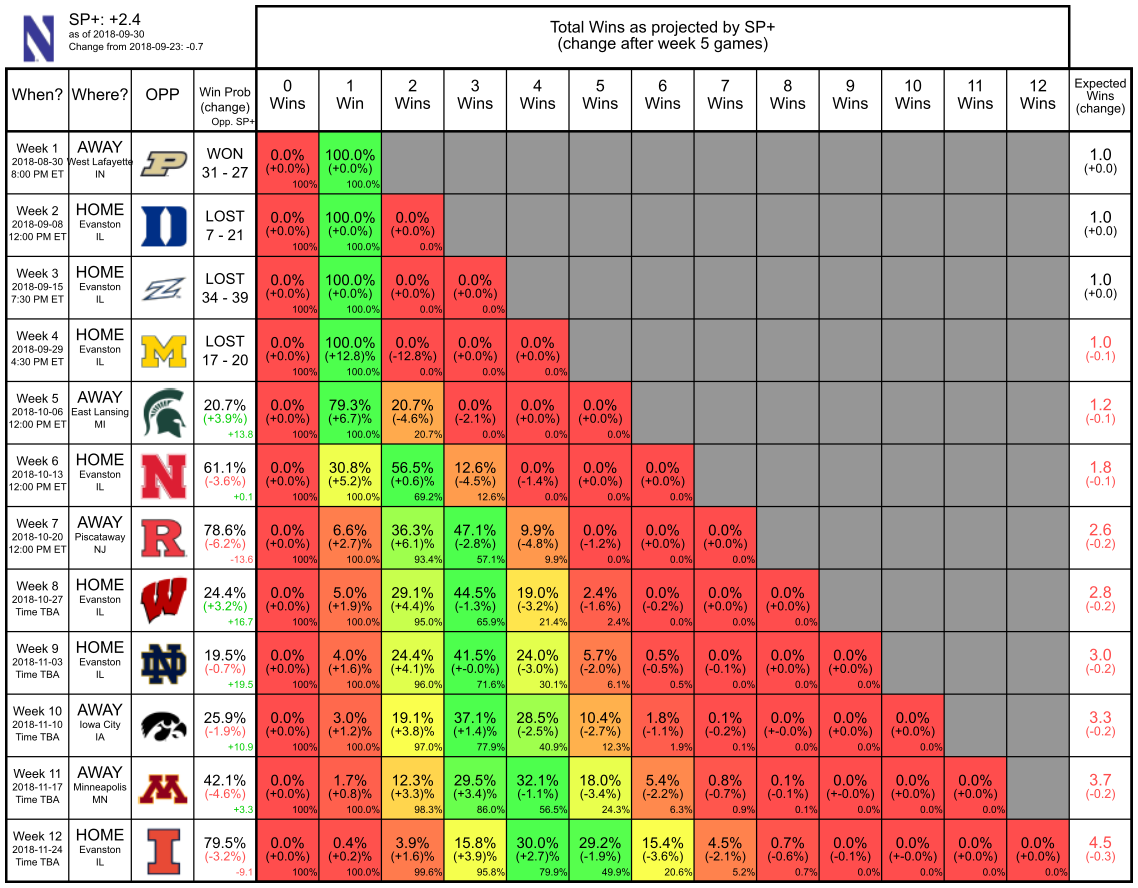 N
SP+: +2.4
as of 2018-09-30
Change from 2018-09-23: -0.7
Total Wins as projected by SP+
(change after week 5 games)
When? Where? OPP Win Prob (change) Opp. SP+ 0 Wins 1 Win 2 Wins 3 Wins 4 Wins 5 Wins 6 Wins 7 Wins 8 Wins 9 Wins 10 Wins 11 Wins 12 Wins Expected Wins (change)
Week 1 AWAY P WON 0.0% 100.0% 1.0
2018-08-30 West Lafayette 31 - 27 (+0.0%) (+0.0%) (+0.0)
8:00 PM ET IN 100% 100.0%
Week 2 HOME D LOST 0.0% 100.0% 0.0% 1.0
2018-09-08 Evanston 7 - 21 (+0.0%) (+0.0%) (+0.0%) (+0.0)
12:00 PM ET IL 100% 100.0% 0.0%
Week 3 HOME Z LOST 0.0% 100.0% 0.0% 0.0% 1.0
2018-09-15 Evanston 34 - 39 (+0.0%) (+0.0%) (+0.0%) (+0.0%) (+0.0)
7:30 PM ET IL 100% 100.0% 0.0% 0.0%
Week 4 HOME M LOST 0.0% 100.0% 0.0% 0.0% 0.0% 1.0
2018-09-29 Evanston 17 - 20 (+0.0%) (+12.8)% (-12.8%) (+0.0%) (+0.0%) (-0.1)
4:30 PM ET IL 100% 100.0% 0.0% 0.0% 0.0%
Week 5 AWAY 20.7% 0.0% 79.3% 20.7% 0.0% 0.0% 0.0% 1.2
2018-10-06 East Lansing (+3.9%) (+0.0%) (+6.7)% (-4.6%) (-2.1%) (+0.0%) (+0.0%) (-0.1)
12:00 PM ET MI +13.8 100% 100.0% 20.7% 0.0% 0.0% 0.0%
Week 6 HOME N 61.1% 0.0% 30.8% 56.5% 12.6% 0.0% 0.0% 0.0% 1.8
2018-10-13 Evanston (-3.6%) (+0.0%) (+5.2)% (+0.6)% (-4.5%) (-1.4%) (+0.0%) (+0.0%) (-0.1)
12:00 PM ET IL +0.1 100% 100.0% 69.2% 12.6% 0.0% 0.0% 0.0%
Week 7 AWAY R 78.6% 0.0% 6.6% 36.3% 47.1% 9.9% 0.0% 0.0% 0.0% 2.6
2018-10-20 Piscataway (-6.2%) (+0.0%) (+2.7)% (+6.1)% (-2.8%) (-4.8%) (-1.2%) (+0.0%) (+0.0%) (-0.2)
12:00 PM ET NJ -13.6 100% 100.0% 93.4% 57.1% 9.9% 0.0% 0.0% 0.0%
Week 8 HOME W 24.4% 0.0% 5.0% 29.1% 44.5% 19.0% 2.4% 0.0% 0.0% 0.0% 2.8
2018-10-27 Evanston (+3.2%) (+0.0%) (+1.9)% (+4.4)% (-1.3%) (-3.2%) (-1.6%) (-0.2%) (+0.0%) (+0.0%) (-0.2)
Time TBA IL +16.7 100% 100.0% 95.0% 65.9% 21.4% 2.4% 0.0% 0.0% 0.0%
Week 9 HOME ND 19.5% 0.0% 4.0% 24.4% 41.5% 24.0% 5.7% 0.5% 0.0% 0.0% 0.0% 3.0
2018-11-03 Evanston (-0.7%) (+0.0%) (+1.6)% (+4.1)% (+-0.0%) (-3.0%) (-2.0%) (-0.5%) (-0.1%) (+0.0%) (+0.0%) (-0.2)
Time TBA IL +19.5 100% 100.0% 96.0% 71.6% 30.1% 6.1% 0.5% 0.0% 0.0% 0.0%
Week 10 AWAY 25.9% 0.0% 3.0% 19.1% 37.1% 28.5% 10.4% 1.8% 0.1% 0.0% 0.0% 0.0% 3.3
2018-11-10 Iowa City (-1.9%) (+0.0%) (+1.2)% (+3.8)% (+1.4)% (-2.5%) (-2.7%) (-1.1%) (-0.2%) (+-0.0%) (+0.0%) (+0.0%) (-0.2)
Time TBA IA +10.9 100% 100.0% 97.0% 77.9% 40.9% 12.3% 1.9% 0.1% 0.0% 0.0% 0.0%
Week 11 AWAY M 42.1% 0.0% 1.7% 12.3% 29.5% 32.1% 18.0% 5.4% 0.8% 0.1% 0.0% 0.0% 0.0% 3.7
2018-11-17 Minneapolis (-4.6%) (+0.0%) (+0.8)% (+3.3)% (+3.4)% (-1.1%) (-3.4%) (-2.2%) (-0.7%) (-0.1%) (+-0.0%) (+0.0%) (+0.0%) (-0.2)
Time TBA MN +3.3 100% 100.0% 98.3% 86.0% 56.5% 24.3% 6.3% 0.9% 0.1% 0.0% 0.0% 0.0%
Week 12 HOME I 79.5% 0.0% 0.4% 3.9% 15.8% 30.0% 29.2% 15.4% 4.5% 0.7% 0.0% 0.0% 0.0% 0.0% 4.5
2018-11-24 Evanston (-3.2%) (+0.0%) (+0.2)% (+1.6)% (+3.9)% (+2.7)% (-1.9%) (-3.6%) (-2.1%) (-0.6%) (-0.1%) (+-0.0%) (+0.0%) (+0.0%) (-0.3)
Time TBA IL -9.1 100% 100.0% 99.6% 95.8% 79.9% 49.9% 20.6% 5.2% 0.7% 0.0% 0.0% 0.0% 0.0%